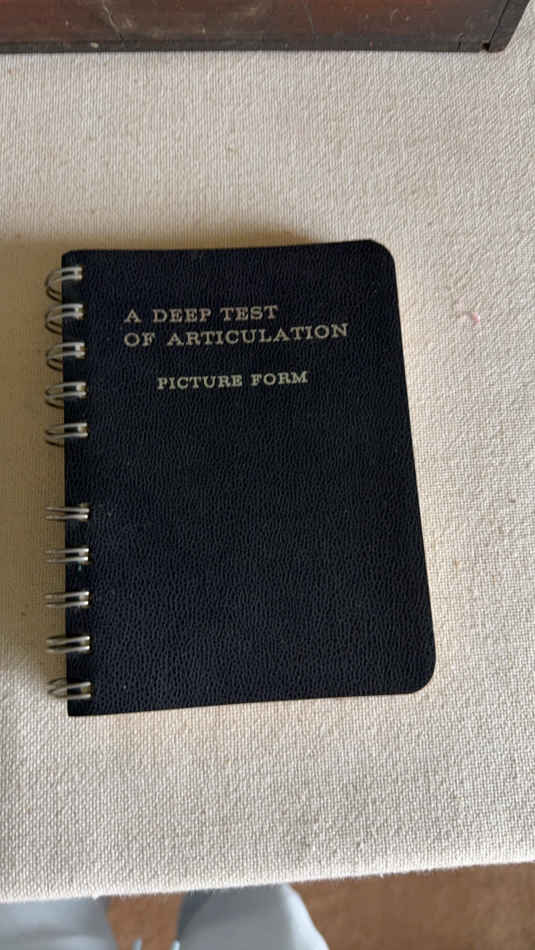 A DEEP TEST
OF ARTICULATION
PICTURE FORM